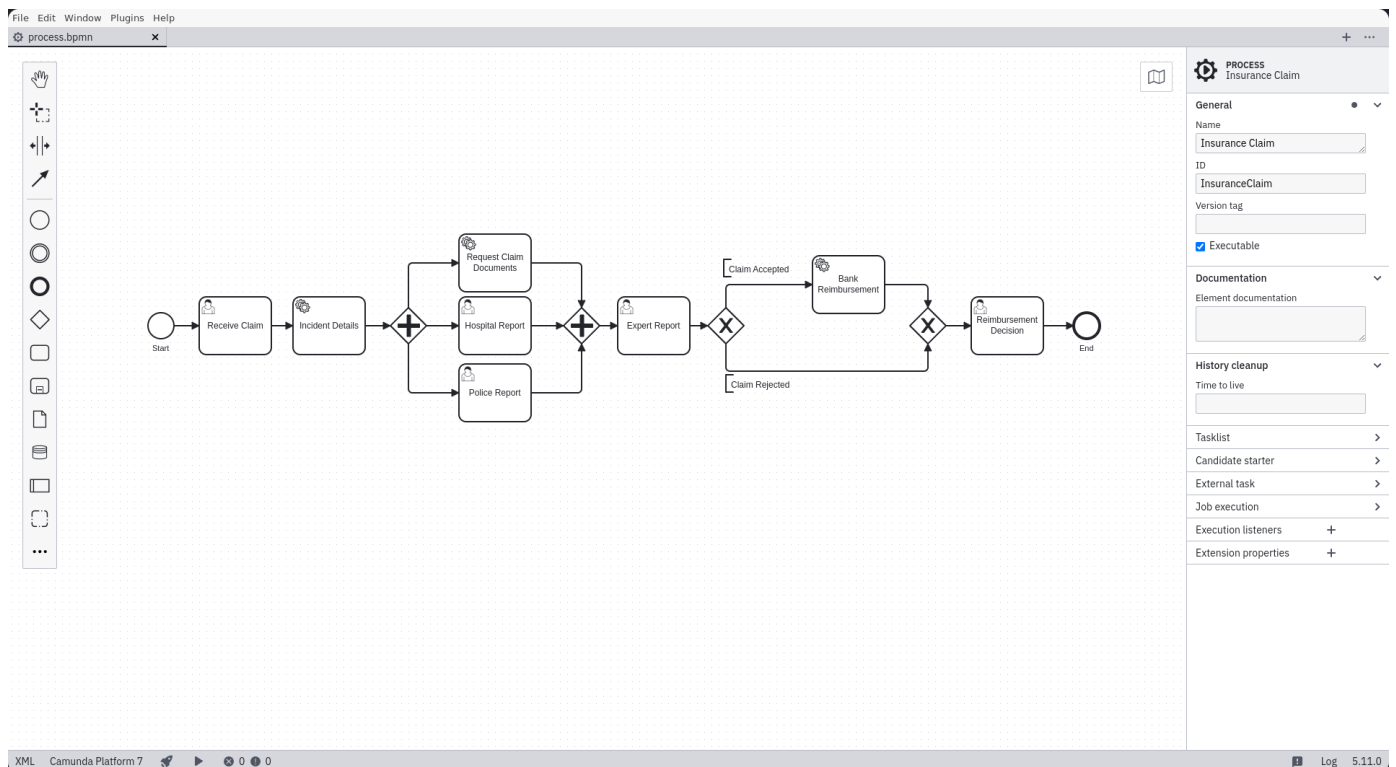 File Edit Window Plugins Help
process.bpmn
PROCESS
Insurance Claim
General
Name
Insurance Claim
ID
InsuranceClaim
Version tag
Executable
Documentation
Element documentation
History cleanup
Time to live
Tasklist
Candidate starter
External task
Job execution
Execution listeners
Extension properties
Start
Receive Claim
Incident Details
Request Claim
Documents
Hospital Report
Police Report
Expert Report
Claim Accepted
Claim Rejected
Bank
Reimbursement
Reimbursement
Decision
End
XML Camunda Platform 7 0 0 Log 5.11.0